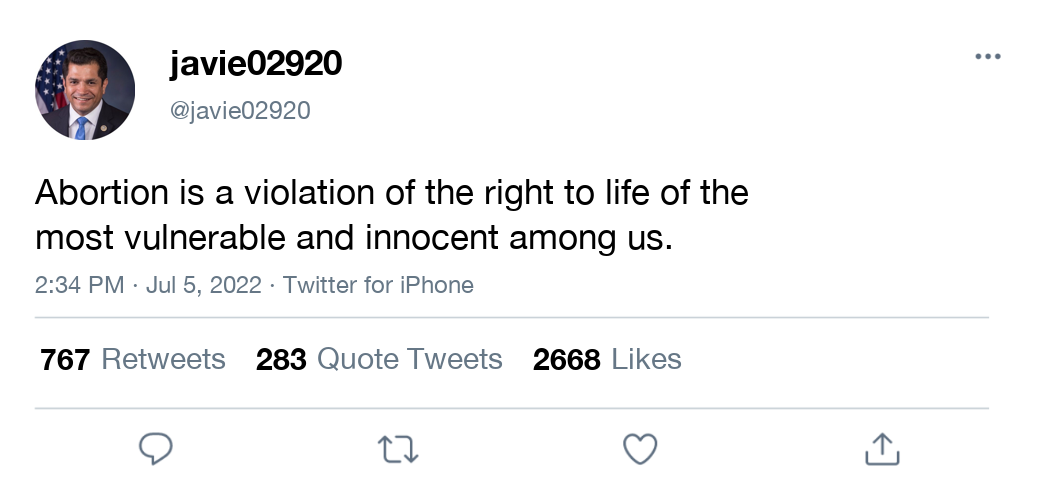 javie02920
@javie02920
Abortion is a violation of the right to life of the
most vulnerable and innocent among us.
2:34 PM · Jul 5, 2022 · Twitter for iPhone
767 Retweets 283 Quote Tweets 2668 Likes